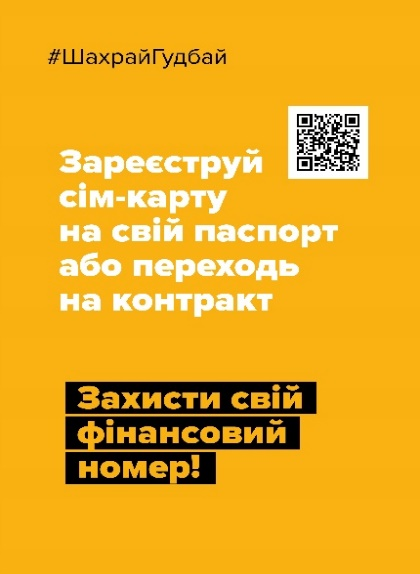 #ШахрайГудбай
Зареєструй
сім-карту
на свій паспорт
або переходь
на контракт
Захисти свій
фінансовий
номер!